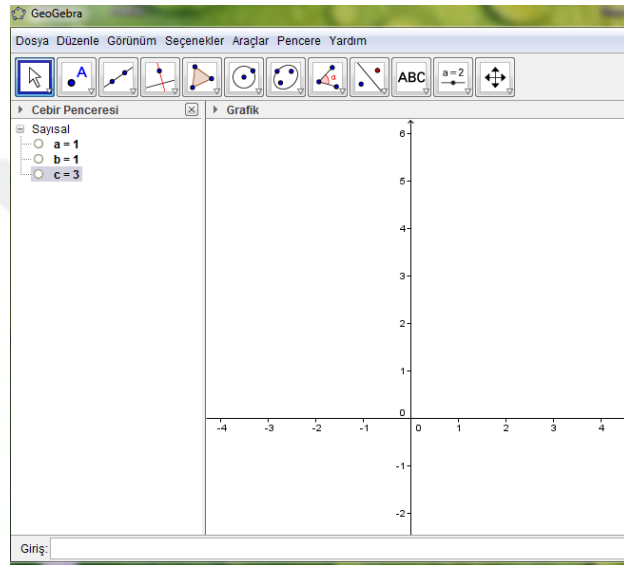 GeoGebra
Dosya Düzenle Görünüm Seçenekler Araçlar Pencere Yardım
A α ABC a=2
Cebir Penceresi Grafik
Sayısal
a = 1
b = 1
c = 3
6
5
4
3
2
1
0
-4 -3 -2 -1 0 1 2 3 4
-1
-2
Giriş: